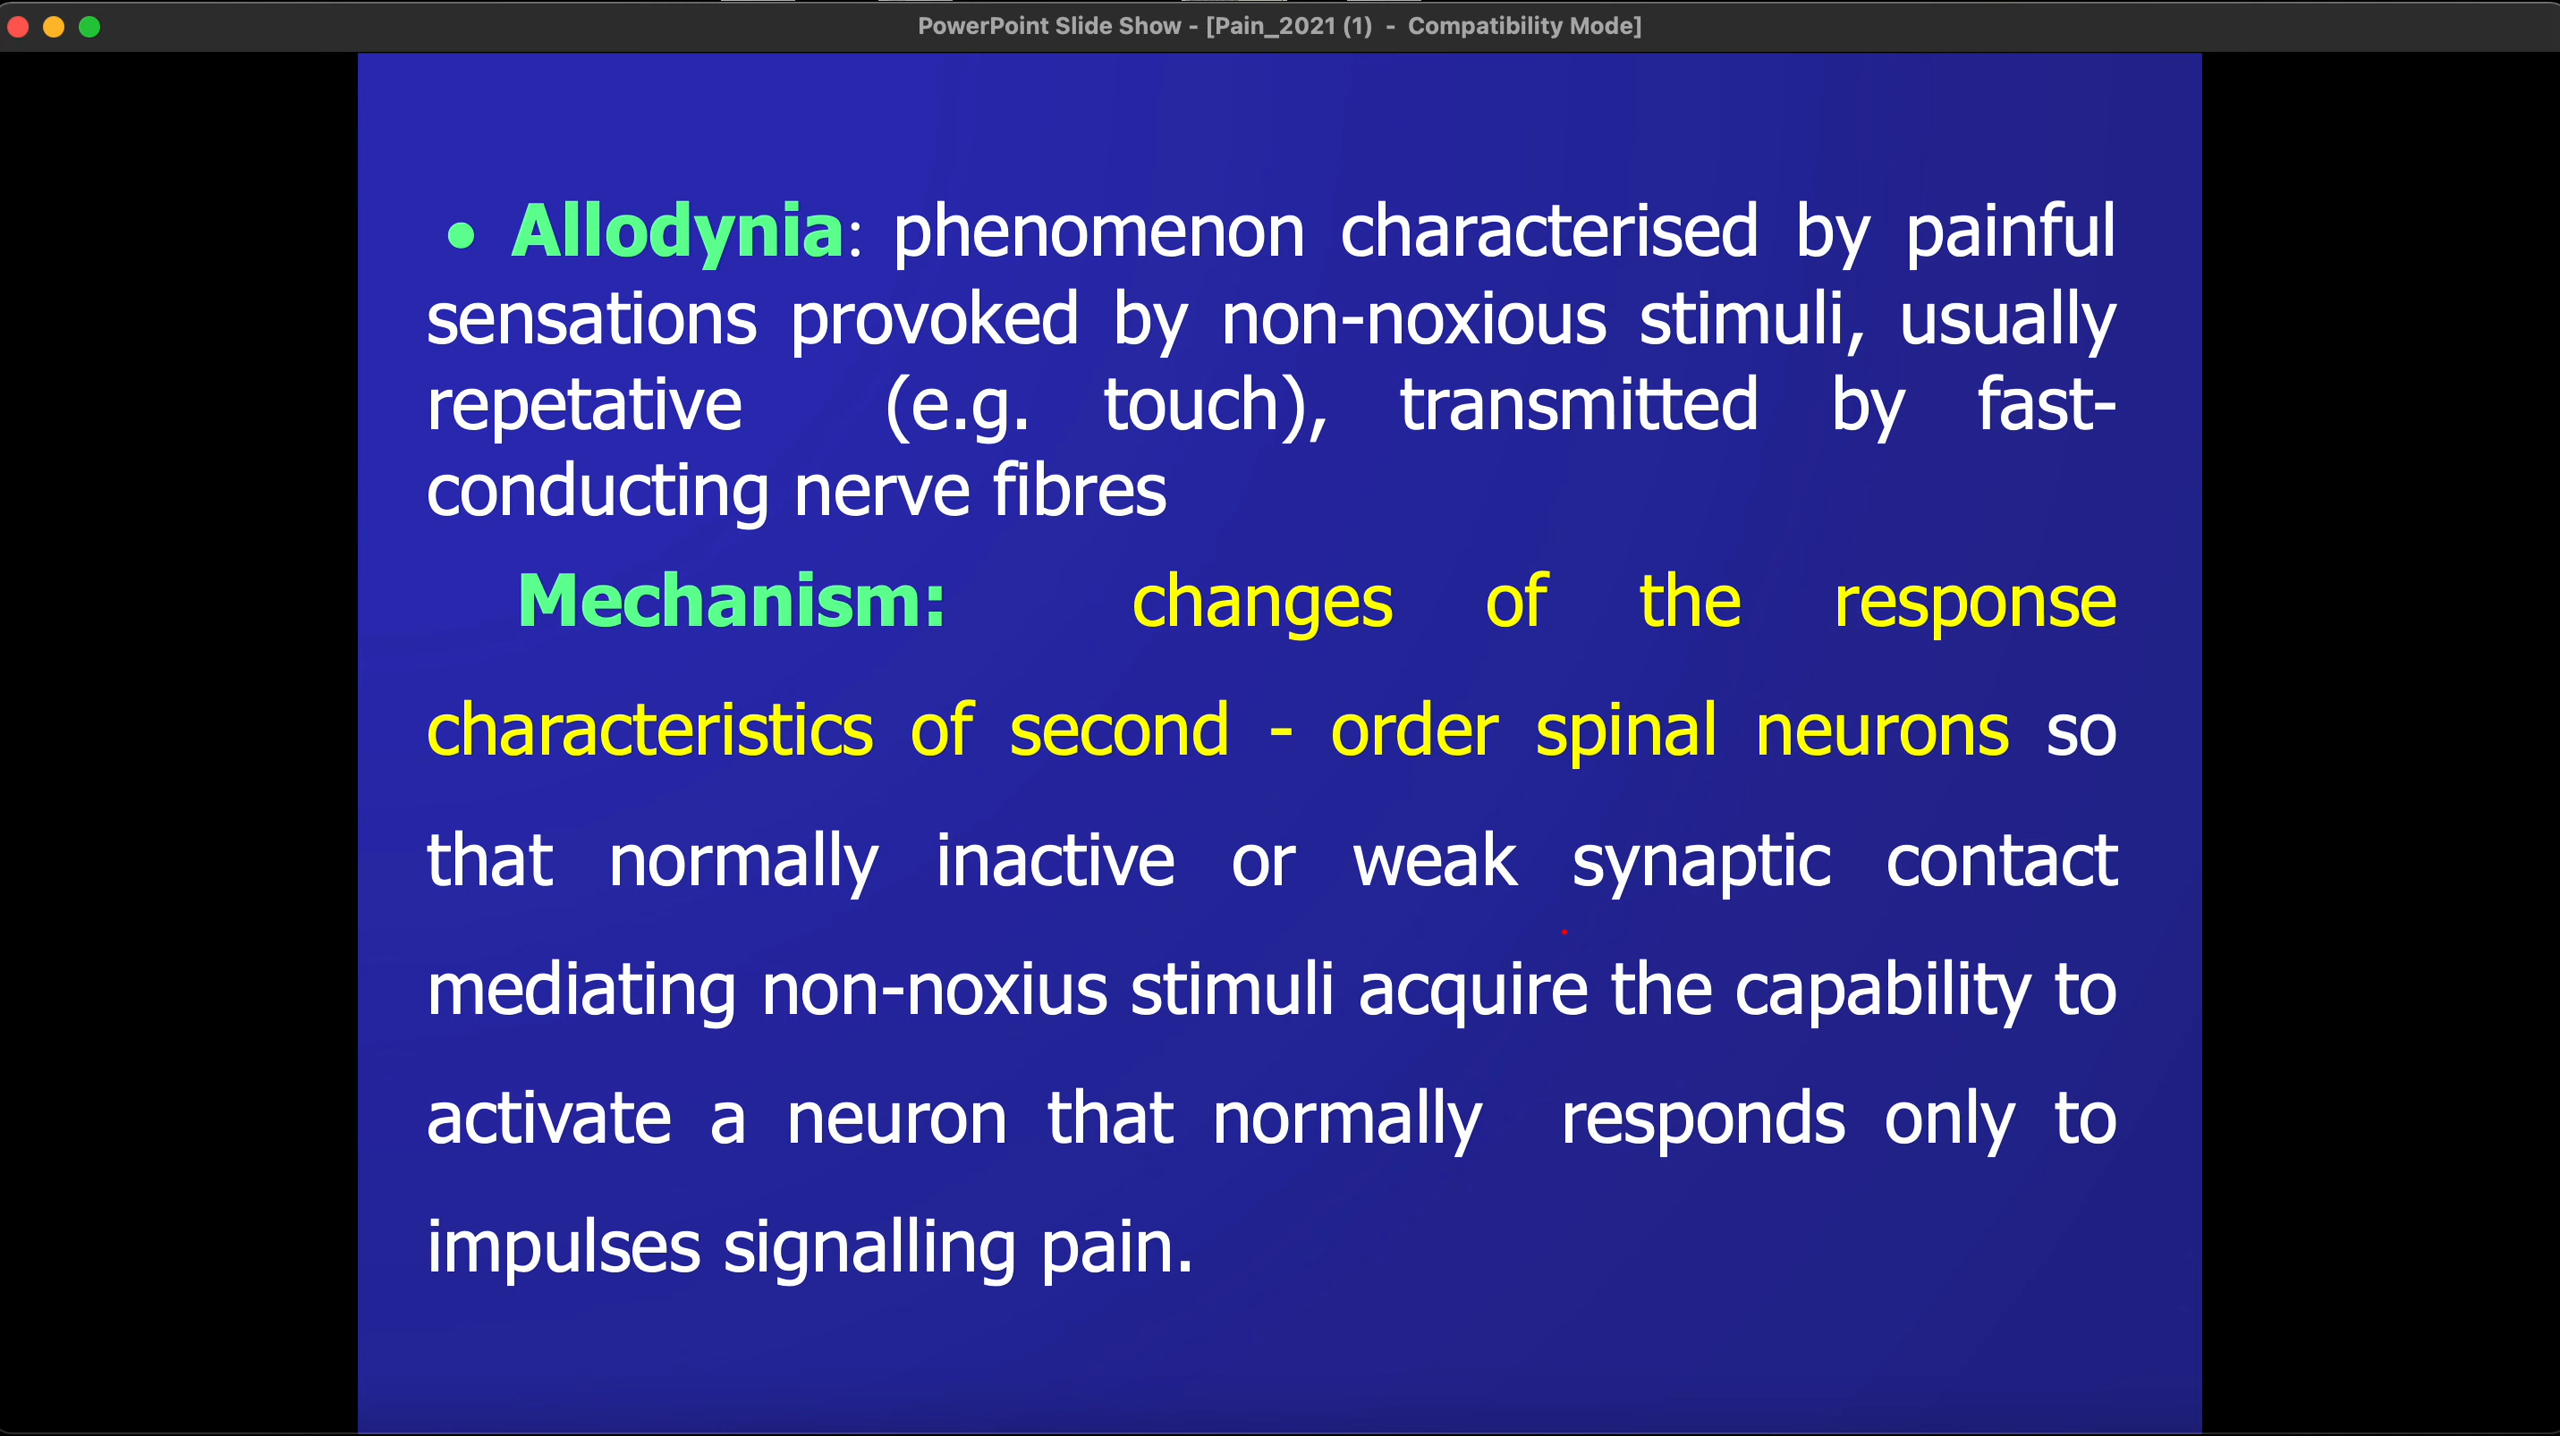 PowerPoint Slide Show - [Pain_2021 (1) - Compatibility Mode]
• Allodynia: phenomenon characterised by painful
sensations provoked by non-noxious stimuli, usually
repetative (e.g. touch), transmitted by fast-
conducting nerve fibres
Mechanism: changes of the response
characteristics of second - order spinal neurons so
that normally inactive or weak synaptic contact
mediating non-noxius stimuli acquire the capability to
activate a neuron that normally responds only to
impulses signalling pain.